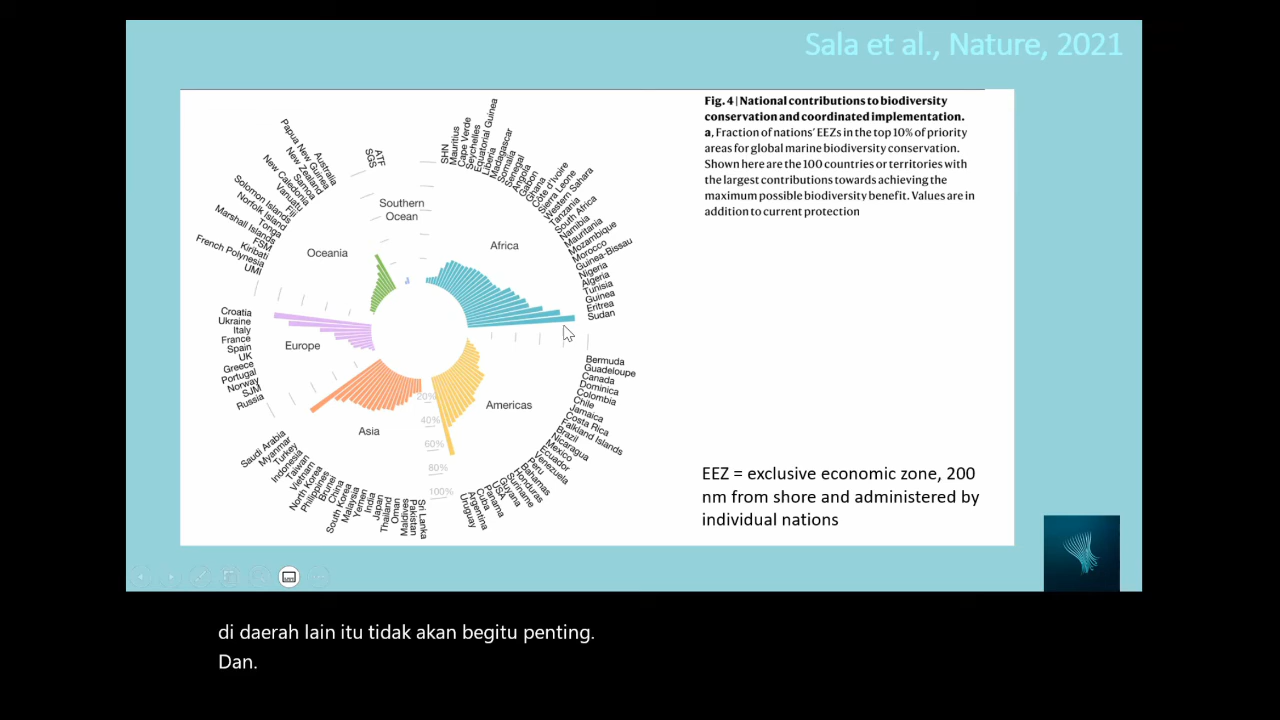 Sala et al., Nature, 2021
Fig. 4 | National contributions to biodiversity
conservation and coordinated implementation.
a, Fraction of nations' EEZs in the top 10% of priority
areas for global marine biodiversity conservation.
Shown here are the 100 countries or territories with
the largest contributions towards achieving the
maximum possible biodiversity benefit. Values are in
addition to current protection
Southern
Ocean
ATF
SGS
Africa
SHN
Mauritius
Cape Verde
Seychelles
Equatorial Guinea
Liberia
Madagascar
Somalia
Senegal
Angola
Gabon
Ghana
Côte d'Ivoire
Sierra Leone
Western Sahara
Tanzania
South Africa
Namibia
Mauritania
Mozambique
Morocco
Guinea-Bissau
Nigeria
Algeria
Tunisia
Guinea
Eritrea
Sudan
Americas
Bermuda
Guadeloupe
Canada
Dominica
Colombia
Chile
Jamaica
Costa Rica
Falkland Islands
Brazil
Nicaragua
Mexico
Ecuador
Venezuela
Peru
Bahamas
Honduras
Suriname
Guyana
USA
Panama
Cuba
Argentina
Uruguay
20%
40%
60%
80%
100%
Asia
Sri Lanka
Pakistan
Maldives
Oman
Thailand
Japan
India
Yemen
Malaysia
South Korea
China
Brunei
Philippines
North Korea
Vietnam
Taiwan
Indonesia
Turkey
Myanmar
Saudi Arabia
Europe
Russia
SJM
Norway
Portugal
Greece
UK
Spain
France
Italy
Ukraine
Croatia
Oceania
UMI
French Polynesia
Kiribati
FSM
Marshall Islands
Tonga
Norfolk Island
Solomon Islands
Fiji
Vanuatu
New Caledonia
Samoa
New Zealand
Papua New Guinea
Australia
EEZ = exclusive economic zone, 200
nm from shore and administered by
individual nations
di daerah lain itu tidak akan begitu penting.
Dan.